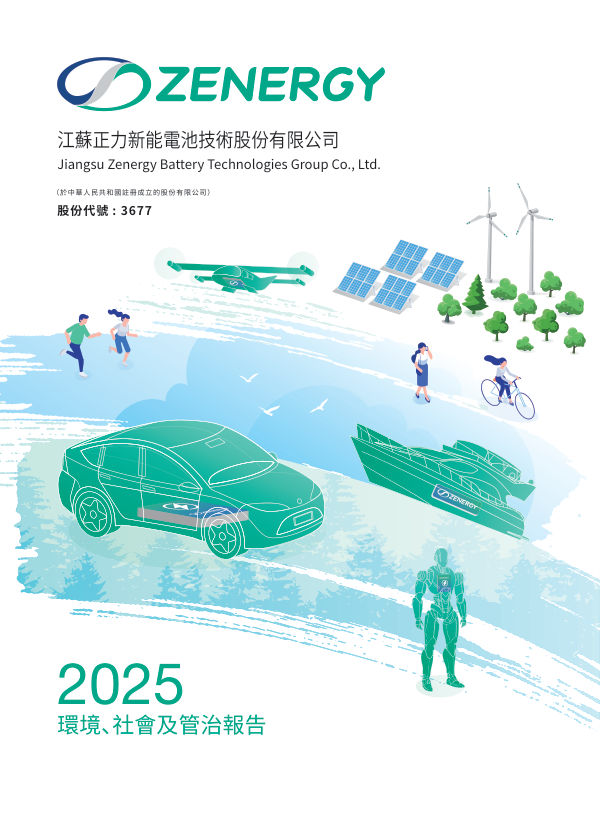 ZENERGY
江蘇正力新能電池技術股份有限公司
Jiangsu Zenergy Battery Technologies Group Co., Ltd.
(於中華人民共和國註冊成立的股份有限公司)
股份代號：3677
ZENERGY
2025
環境、社會及管治報告